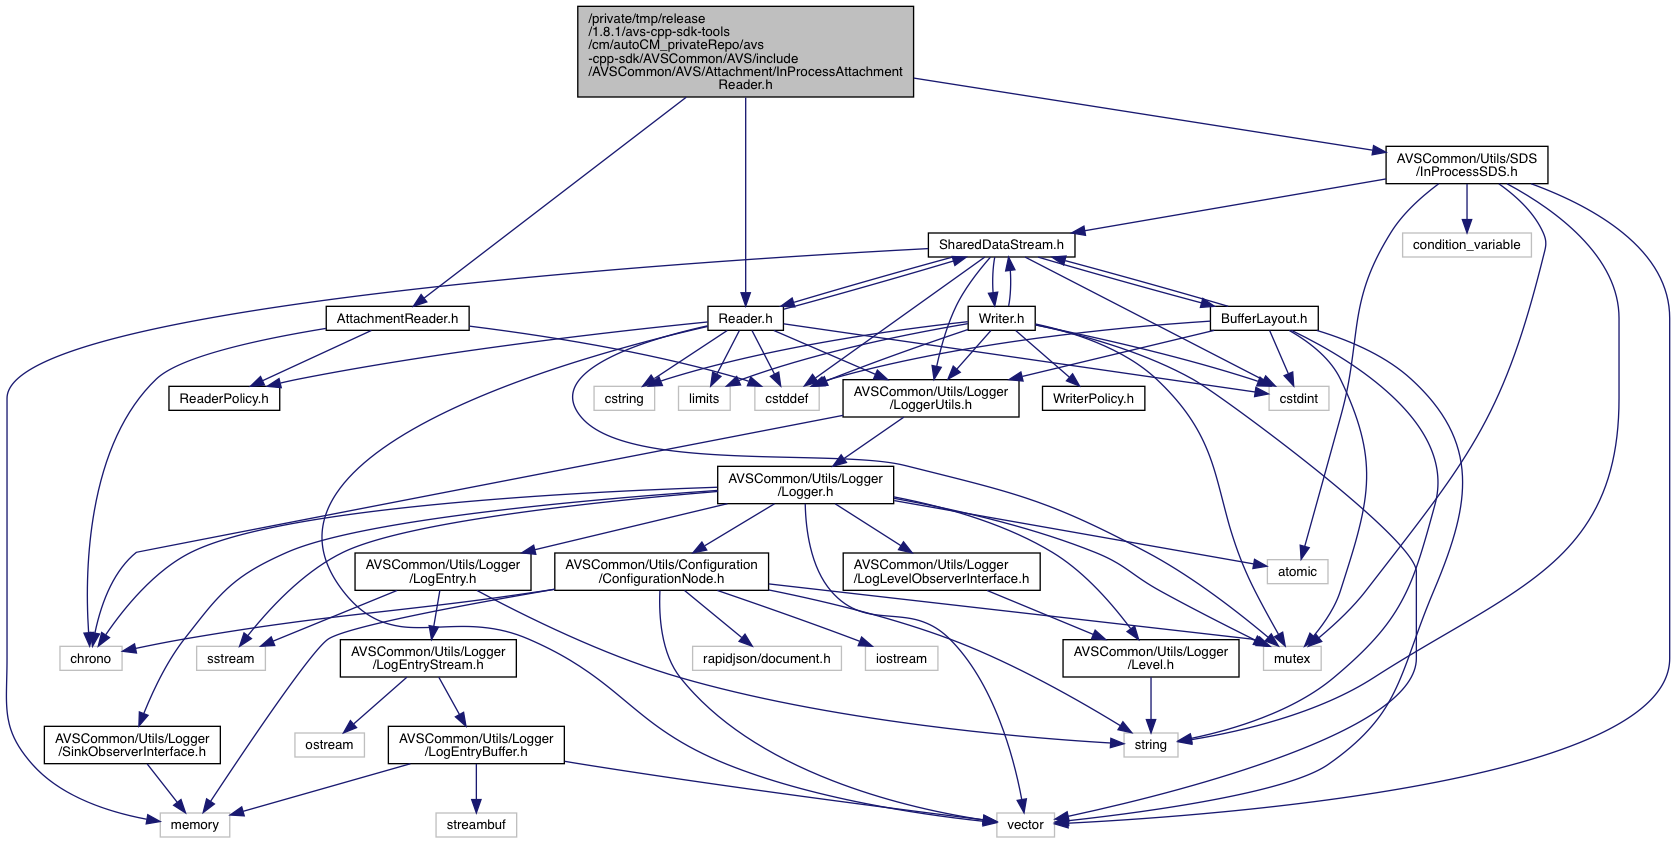 /private/tmp/release
/1.8.1/avs-cpp-sdk-tools
/cm/autoCM_privateRepo/avs
-cpp-sdk/AVSCommon/AVS/include
/AVSCommon/AVS/Attachment/InProcessAttachment
Reader.h
AVSCommon/Utils/SDS
/InProcessSDS.h
SharedDataStream.h
condition_variable
AttachmentReader.h
Reader.h
Writer.h
BufferLayout.h
ReaderPolicy.h
cstring
limits
cstddef
AVSCommon/Utils/Logger
/LoggerUtils.h
WriterPolicy.h
cstdint
AVSCommon/Utils/Logger
/Logger.h
AVSCommon/Utils/Logger
/LogEntry.h
AVSCommon/Utils/Configuration
/ConfigurationNode.h
AVSCommon/Utils/Logger
/LogLevelObserverInterface.h
atomic
chrono
sstream
AVSCommon/Utils/Logger
/LogEntryStream.h
rapidjson/document.h
iostream
AVSCommon/Utils/Logger
/Level.h
mutex
AVSCommon/Utils/Logger
/SinkObserverInterface.h
ostream
AVSCommon/Utils/Logger
/LogEntryBuffer.h
string
memory
streambuf
vector